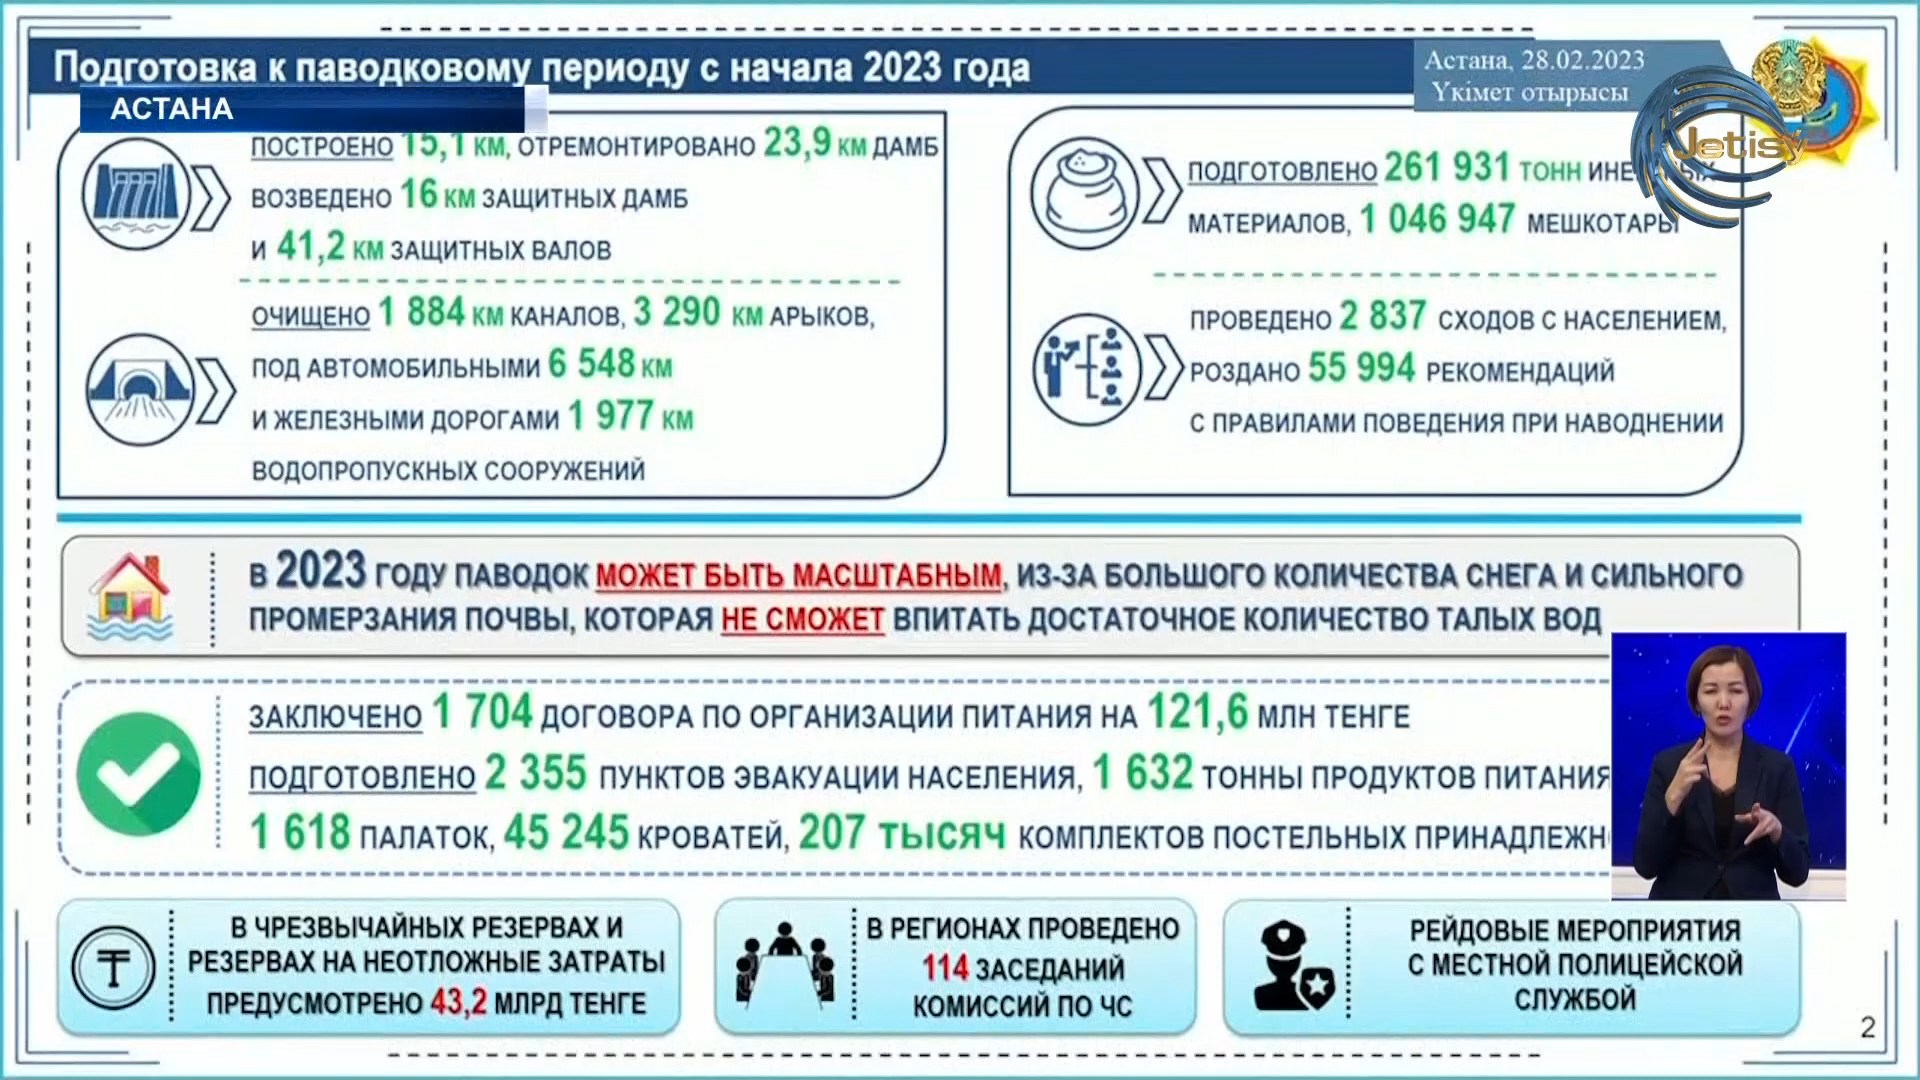 Подготовка к паводковому периоду с начала 2023 года
Астана, 28.02.2023
Үкімет отырысы
Jetisy
АСТАНА
ПОСТРОЕНО 15,1 КМ, ОТРЕМОНТИРОВАНО 23,9 КМ ДАМБ
ВОЗВЕДЕНО 16 КМ ЗАЩИТНЫХ ДАМБ
И 41,2 КМ ЗАЩИТНЫХ ВАЛОВ
ОЧИЩЕНО 1 884 КМ КАНАЛОВ, 3 290 КМ АРЫКОВ,
ПОД АВТОМОБИЛЬНЫМИ 6 548 КМ
И ЖЕЛЕЗНЫМИ ДОРОГАМИ 1 977 КМ
ВОДОПРОПУСКНЫХ СООРУЖЕНИЙ
ПОДГОТОВЛЕНО 261 931 ТОНН
МАТЕРИАЛОВ, 1 046 947 МЕШКОТАРЫ
ПРОВЕДЕНО 2 837 СХОДОВ С НАСЕЛЕНИЕМ,
РОЗДАНО 55 994 РЕКОМЕНДАЦИЙ
С ПРАВИЛАМИ ПОВЕДЕНИЯ ПРИ НАВОДНЕНИИ
В 2023 ГОДУ ПАВОДОК МОЖЕТ БЫТЬ МАСШТАБНЫМ, ИЗ-ЗА БОЛЬШОГО КОЛИЧЕСТВА СНЕГА И СИЛЬНОГО
ПРОМЕРЗАНИЯ ПОЧВЫ, КОТОРАЯ НЕ СМОЖЕТ ВПИТАТЬ ДОСТАТОЧНОЕ КОЛИЧЕСТВО ТАЛЫХ ВОД
ЗАКЛЮЧЕНО 1 704 ДОГОВОРА ПО ОРГАНИЗАЦИИ ПИТАНИЯ НА 121,6 МЛН ТЕНГЕ
ПОДГОТОВЛЕНО 2 355 ПУНКТОВ ЭВАКУАЦИИ НАСЕЛЕНИЯ, 1 632 ТОННЫ ПРОДУКТОВ ПИТАНИЯ
1 618 ПАЛАТОК, 45 245 КРОВАТЕЙ, 207 ТЫСЯЧ КОМПЛЕКТОВ ПОСТЕЛЬНЫХ
В ЧРЕЗВЫЧАЙНЫХ РЕЗЕРВАХ И
РЕЗЕРВАХ НА НЕОТЛОЖНЫЕ ЗАТРАТЫ
ПРЕДУСМОТРЕНО 43,2 МЛРД ТЕНГЕ
В РЕГИОНАХ ПРОВЕДЕНО
114 ЗАСЕДАНИЙ
КОМИССИЙ ПО ЧС
РЕЙДОВЫЕ МЕРОПРИЯТИЯ
С МЕСТНОЙ ПОЛИЦЕЙСКОЙ
СЛУЖБОЙ
2